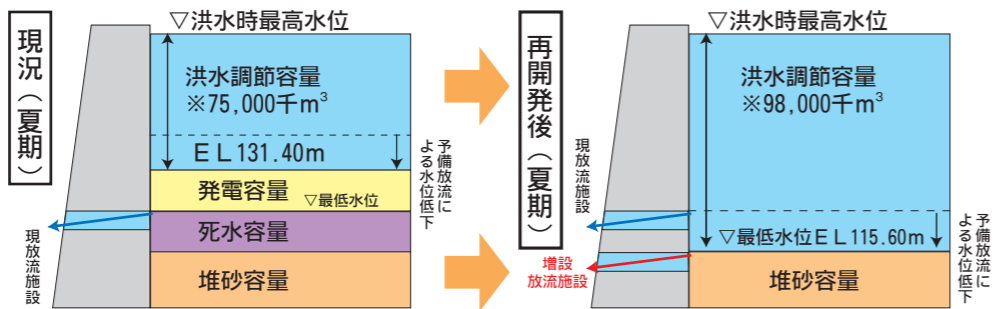 現況（夏期）
▽洪水時最高水位
洪水調節容量
※75,000千m³
EL131.40m
予備放流に
よる水位低下
発電容量
▽最低水位
死水容量
堆砂容量
現放流施設
再開発後（夏期）
▽洪水時最高水位
洪水調節容量
※98,000千m³
現放流施設
▽最低水位EL115.60m
予備放流に
よる水位低下
増設
放流施設
堆砂容量